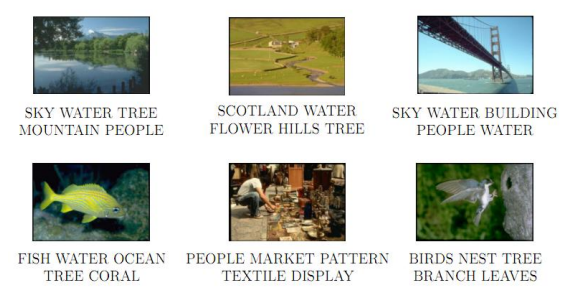 SKY WATER TREE
MOUNTAIN PEOPLE
SCOTLAND WATER
FLOWER HILLS TREE
SKY WATER BUILDING
PEOPLE WATER
FISH WATER OCEAN
TREE CORAL
PEOPLE MARKET PATTERN
TEXTILE DISPLAY
BIRDS NEST TREE
BRANCH LEAVES